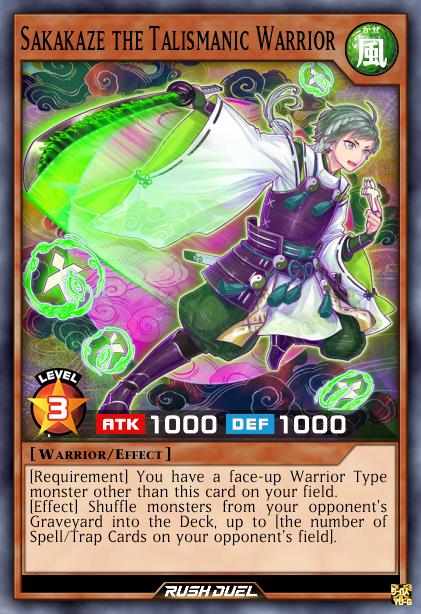 Sakakaze the Talismanic Warrior
かぜ
風
LEVEL
3
ATK 1000 DEF 1000
[Warrior/Effect]
[Requirement] You have a face-up Warrior Type
monster other than this card on your field.
[Effect] Shuffle monsters from your opponent's
Graveyard into the Deck, up to [the number of
Spell/Trap Cards on your opponent's field].
RUSH DUEL